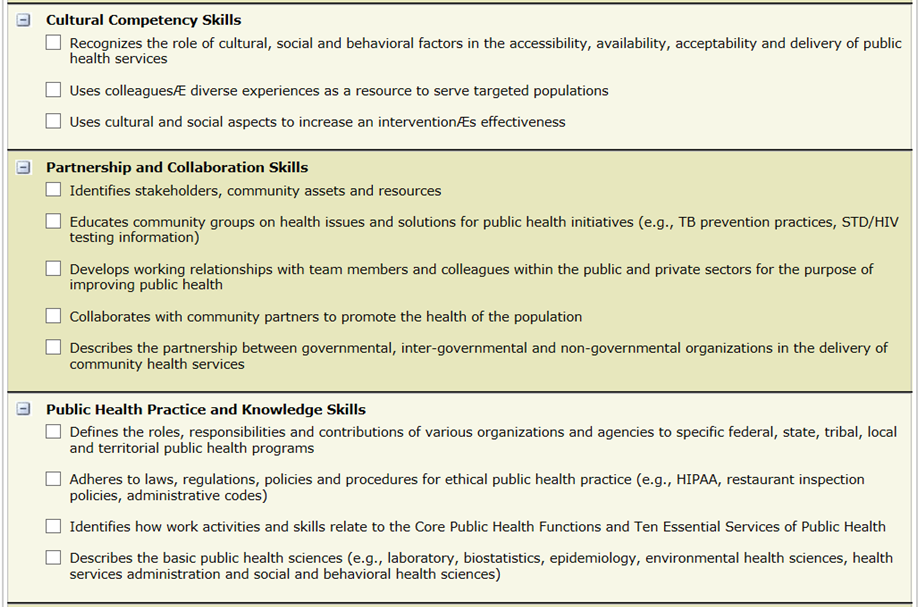 Cultural Competency Skills
Recognizes the role of cultural, social and behavioral factors in the accessibility, availability, acceptability and delivery of public
health services
Uses colleaguesÆ diverse experiences as a resource to serve targeted populations
Uses cultural and social aspects to increase an interventionÆs effectiveness
Partnership and Collaboration Skills
Identifies stakeholders, community assets and resources
Educates community groups on health issues and solutions for public health initiatives (e.g., TB prevention practices, STD/HIV
testing information)
Develops working relationships with team members and colleagues within the public and private sectors for the purpose of
improving public health
Collaborates with community partners to promote the health of the population
Describes the partnership between governmental, inter-governmental and non-governmental organizations in the delivery of
community health services
Public Health Practice and Knowledge Skills
Defines the roles, responsibilities and contributions of various organizations and agencies to specific federal, state, tribal, local
and territorial public health programs
Adheres to laws, regulations, policies and procedures for ethical public health practice (e.g., HIPAA, restaurant inspection
policies, administrative codes)
Identifies how work activities and skills relate to the Core Public Health Functions and Ten Essential Services of Public Health
Describes the basic public health sciences (e.g., laboratory, biostatistics, epidemiology, environmental health sciences, health
services administration and social and behavioral health sciences)